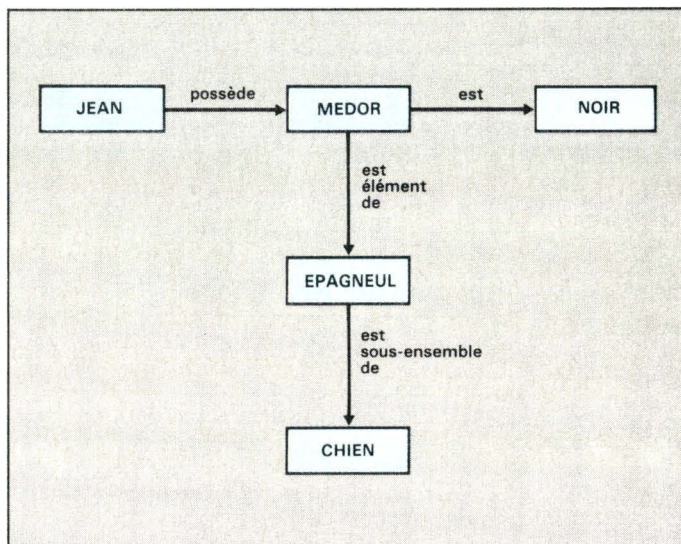 JEAN
possède
MEDOR
est
NOIR
est
élément
de
EPAGNEUL
est
sous-ensemble
de
CHIEN